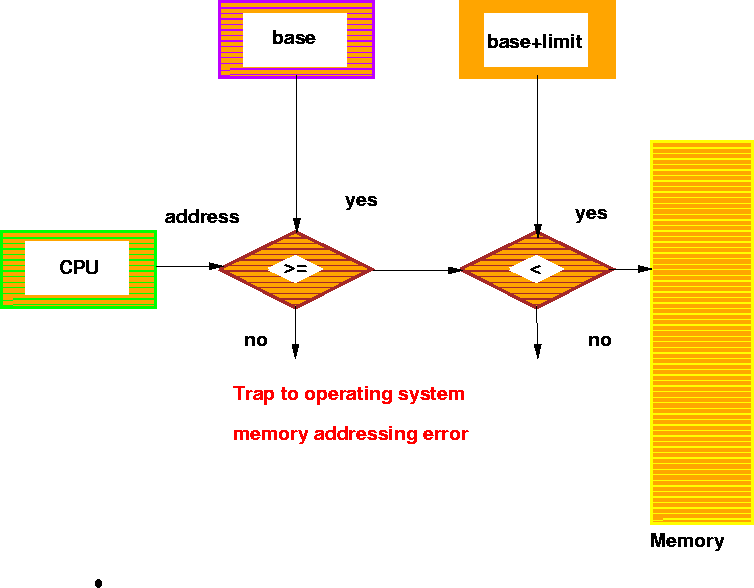 base
base+limit
yes
address
yes
CPU
>=
<
no
no
Trap to operating system
memory addressing error
Memory